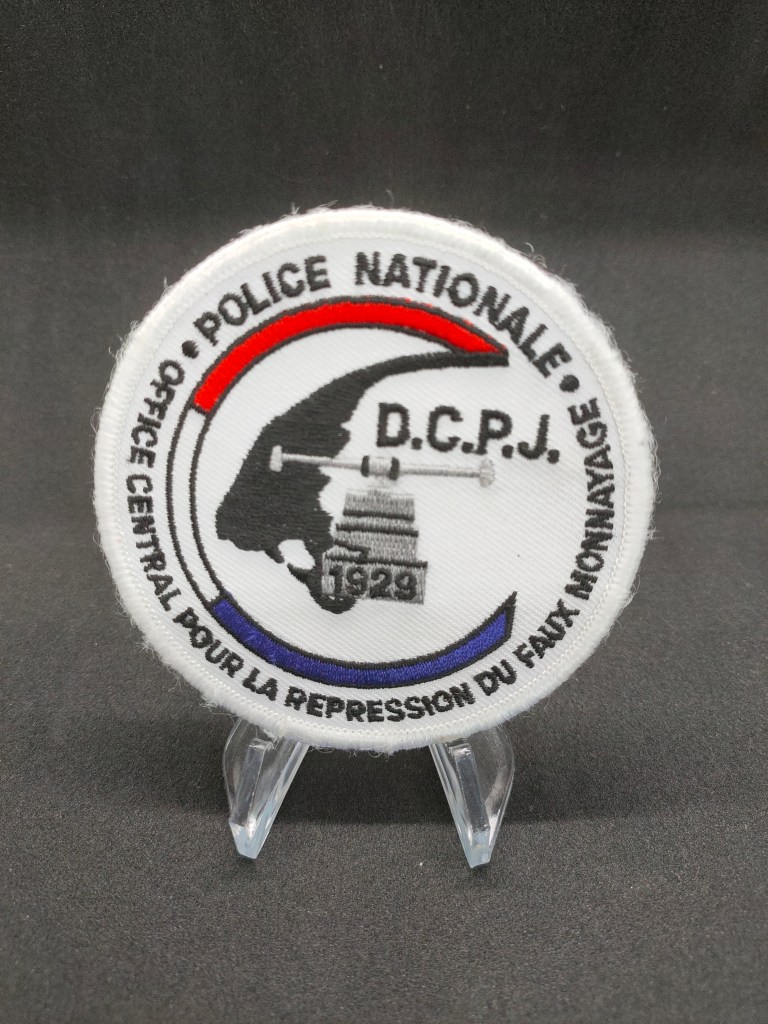 • POLICE NATIONALE •
D.C.P.J.
1929
OFFICE CENTRAL POUR LA REPRESSION DU FAUX MONNAYAGE